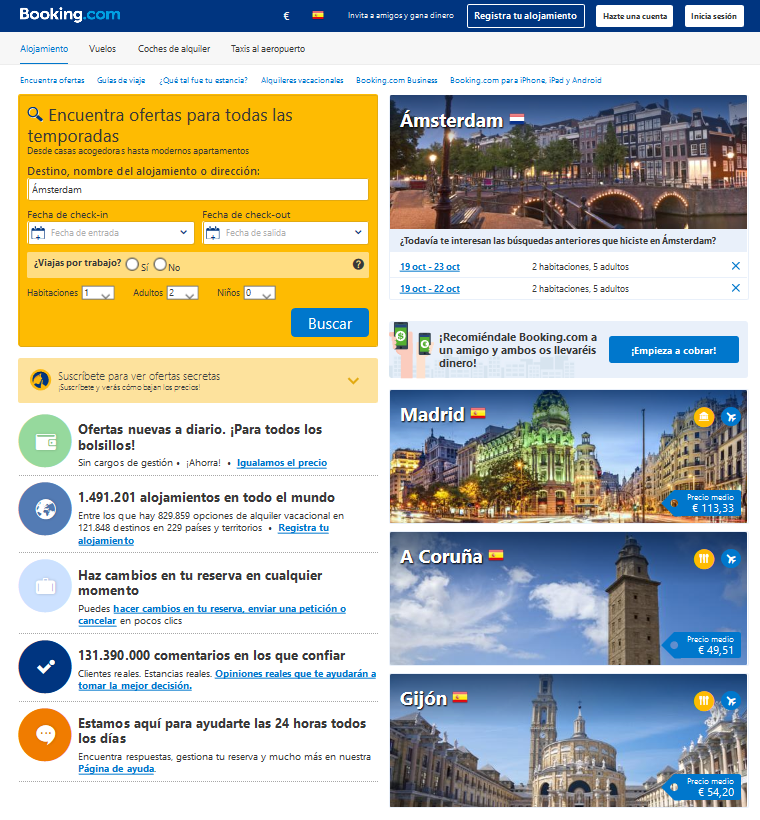 Booking.com
€
Invita a amigos y gana dinero
Registra tu alojamiento
Hazte una cuenta
Inicia sesión
Alojamiento
Vuelos
Coches de alquiler
Taxis al aeropuerto
Encuentra ofertas
Guías de viaje
¿Qué tal fue tu estancia?
Alquileres vacacionales
Booking.com Business
Booking.com para iPhone, iPad y Android
Encuentra ofertas para todas las
temporadas
Desde casas acogedoras hasta modernos apartamentos
Destino, nombre del alojamiento o dirección:
Ámsterdam
Fecha de check-in
Fecha de check-out
Fecha de entrada
Fecha de salida
¿Viajas por trabajo?
Sí
No
?
Habitaciones
1
Adultos
2
Niños
0
Buscar
Suscríbete para ver ofertas secretas
¡Suscríbete y verás cómo bajan los precios!
Ofertas nuevas a diario. ¡Para todos los
bolsillos!
Sin cargos de gestión • ¡Ahorra! • Igualamos el precio
1.491.201 alojamientos en todo el mundo
Entre los que hay 829.859 opciones de alquiler vacacional en
121.848 destinos en 229 países y territorios • Registra tu
alojamiento
Haz cambios en tu reserva en cualquier
momento
Puedes hacer cambios en tu reserva, enviar una petición o
cancelar en pocos clics
131.390.000 comentarios en los que confiar
Clientes reales. Estancias reales. Opiniones reales que te ayudarán a
tomar la mejor decisión.
Estamos aquí para ayudarte las 24 horas todos
los días
Encuentra respuestas, gestiona tu reserva y mucho más en nuestra
Página de ayuda.
Ámsterdam
¿Todavía te interesan las búsquedas anteriores que hiciste en Ámsterdam?
19 oct - 23 oct
2 habitaciones, 5 adultos
19 oct - 22 oct
2 habitaciones, 5 adultos
¡Recomiéndale Booking.com a
un amigo y ambos os llevaréis
dinero!
¡Empieza a cobrar!
Madrid
Precio medio
€ 113,33
A Coruña
Precio medio
€ 49,51
Gijón
Precio medio
€ 54,20